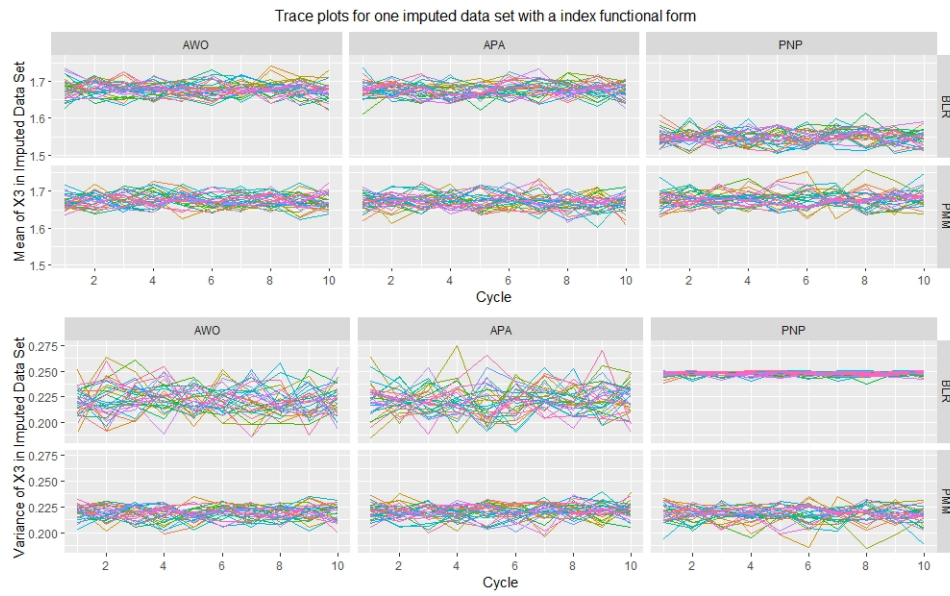 Trace plots for one imputed data set with a index functional form
AWO APA PNP
Mean of X3 in Imputed Data Set
1.7
1.6
1.5
BLR
1.7
1.6
1.5
PMM
2 4 6 8 10 2 4 6 8 10 2 4 6 8 10
Cycle
AWO APA PNP
Variance of X3 in Imputed Data Set
0.275
0.250
0.225
0.200
BLR
0.275
0.250
0.225
0.200
PMM
2 4 6 8 10 2 4 6 8 10 2 4 6 8 10
Cycle